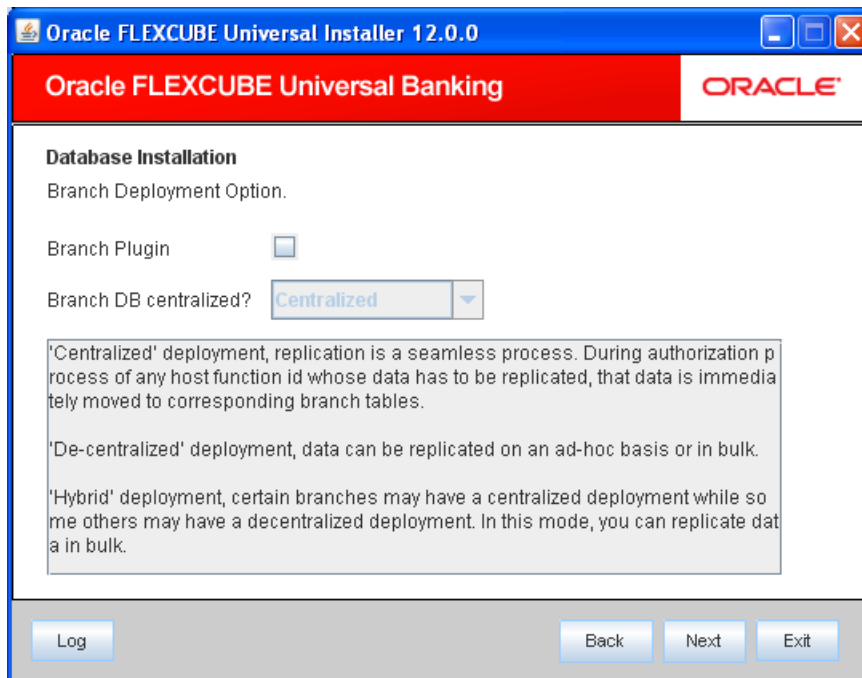 Oracle FLEXCUBE Universal Installer 12.0.0
Oracle FLEXCUBE Universal Banking
ORACLE®
Database Installation
Branch Deployment Option.
Branch Plugin
Branch DB centralized?
Centralized
'Centralized' deployment, replication is a seamless process. During authorization p
rocess of any host function id whose data has to be replicated, that data is immedia
tely moved to corresponding branch tables.
'De-centralized' deployment, data can be replicated on an ad-hoc basis or in bulk.
'Hybrid' deployment, certain branches may have a centralized deployment while so
me others may have a decentralized deployment. In this mode, you can replicate dat
a in bulk.
Log
Back
Next
Exit